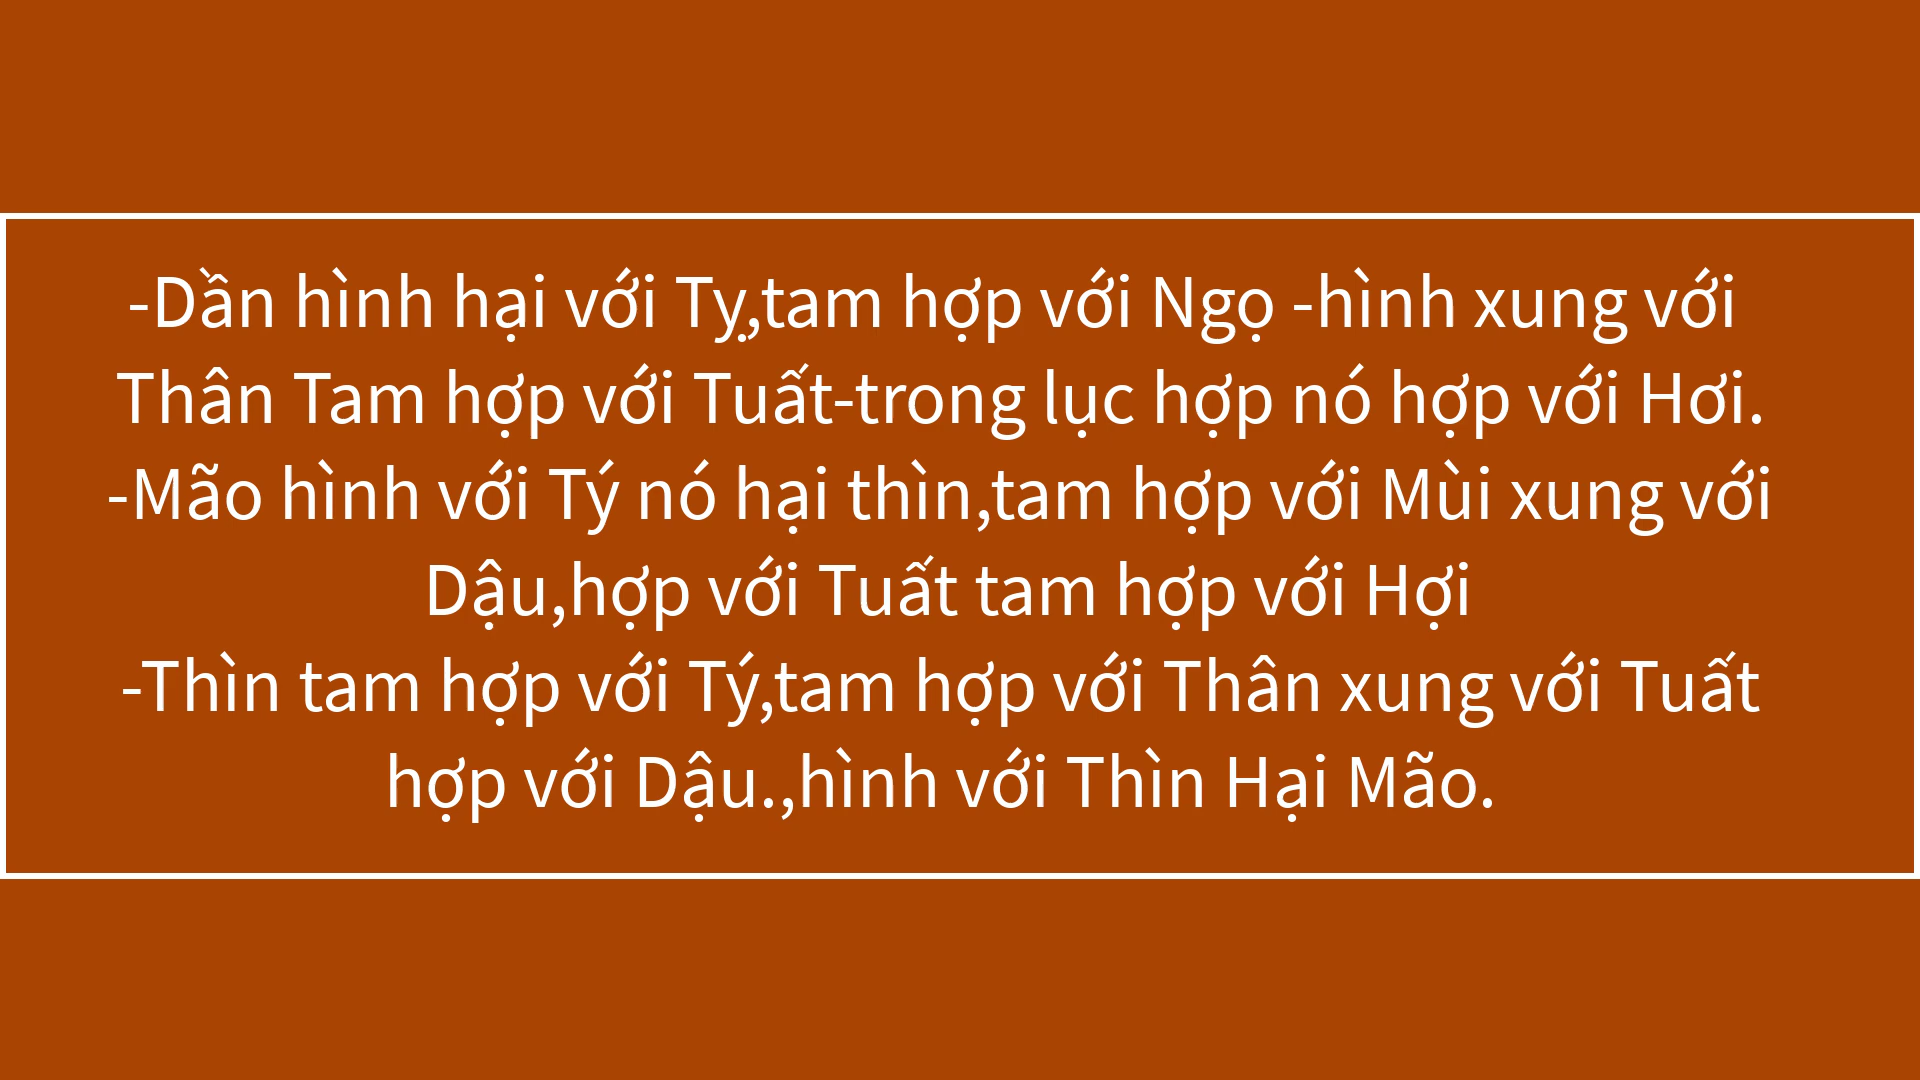 -Dần hình hại với Tỵ,tam hợp với Ngọ -hình xung với
Thân Tam hợp với Tuất-trong lục hợp nó hợp với Hơi.
-Mão hình với Tý nó hại thìn,tam hợp với Mùi xung với
Dậu,hợp với Tuất tam hợp với Hợi
-Thìn tam hợp với Tý,tam hợp với Thân xung với Tuất
hợp với Dậu.,hình với Thìn Hại Mão.